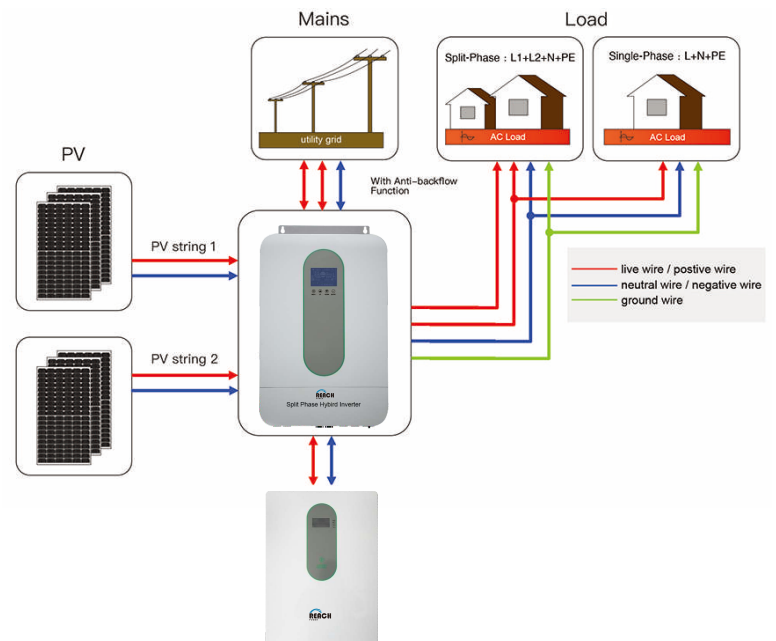 Mains
Load
Split-Phase : L1+L2+N+PE
Single-Phase : L+N+PE
AC Load
AC Load
utility grid
PV
With Anti-backflow
Function
PV string 1
PV string 2
live wire / postive wire
neutral wire / negative wire
ground wire
REACH
Split Phase Hybird Inverter
REACH